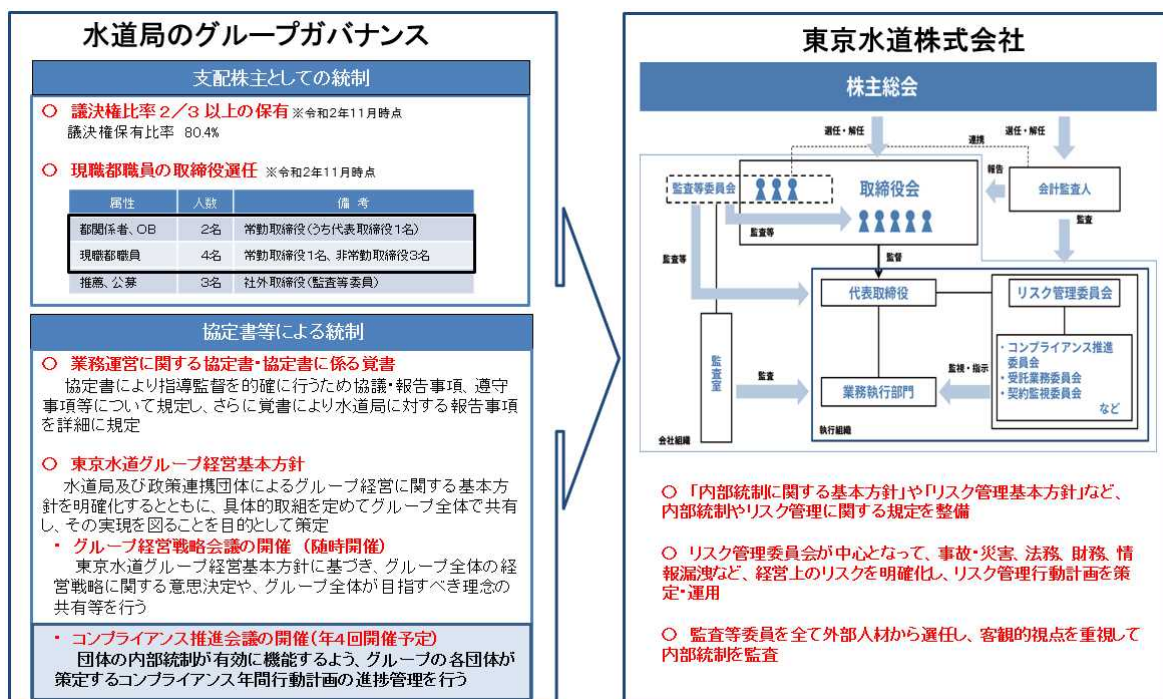 水道局のグループガバナンス
支配株主としての統制
○ 議決権比率2/3以上の保有 ※令和2年11月時点
議決権保有比率 80.4%
○ 現職都職員の取締役選任 ※令和2年11月時点
属性 人数 備考
都関係者、OB 2名 常勤取締役(うち代表取締役1名)
現職都職員 4名 常勤取締役1名、非常勤取締役3名
推薦、公募 3名 社外取締役(監査等委員)
協定書等による統制
○ 業務運営に関する協定書・協定書に係る覚書
協定書により指導監督を的確に行うため協議・報告事項、遵守
事項等について規定し、さらに覚書により水道局に対する報告事項
を詳細に規定
○ 東京水道グループ経営基本方針
水道局及び政策連携団体によるグループ経営に関する基本方
針を明確化するとともに、具体的取組を定めてグループ全体で共有
し、その実現を図ることを目的として策定
・ グループ経営戦略会議の開催 (随時開催)
東京水道グループ経営基本方針に基づき、グループ全体の経
営戦略に関する意思決定や、グループ全体が目指すべき理念の
共有等を行う
・ コンプライアンス推進会議の開催(年4回開催予定)
団体の内部統制が有効に機能するよう、グループの各団体が
策定するコンプライアンス年間行動計画の進捗管理を行う
東京水道株式会社
株主総会
選任・解任
連携
選任・解任
監査等委員会
取締役会
報告
会計監査人
監査等
監査
監査等
監督
代表取締役
リスク管理委員会
監査室
監査
業務執行部門
監視・指示
・コンプライアンス推進
委員会
・受託業務委員会
・契約監視委員会
など
会社組織
執行組織
○ 「内部統制に関する基本方針」や「リスク管理基本方針」など、
内部統制やリスク管理に関する規定を整備
○ リスク管理委員会が中心となって、事故・災害、法務、財務、情
報漏洩など、経営上のリスクを明確化し、リスク管理行動計画を策
定・運用
○ 監査等委員を全て外部人材から選任し、客観的視点を重視して
内部統制を監査